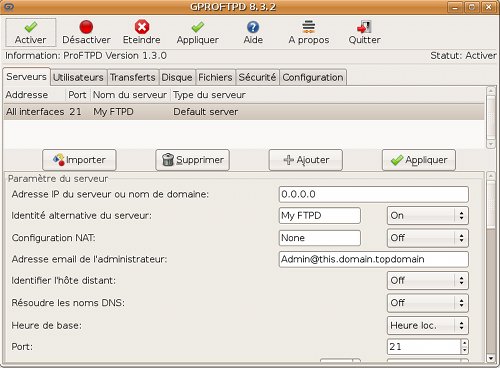 GPROFTPD 8.3.2
Activer Désactiver Eteindre Appliquer Aide A propos Quitter
Information: ProFTPD Version 1.3.0 Statut: Activer
Serveurs Utilisateurs Transferts Disque Fichiers Sécurité Configuration
Addresse Port Nom du serveur Type du serveur
All interfaces 21 My FTPD Default server
Importer Supprimer Ajouter Appliquer
Paramètre du serveur
Adresse IP du serveur ou nom de domaine: 0.0.0.0
Identité alternative du serveur: My FTPD On
Configuration NAT: None Off
Adresse email de l'administrateur: Admin@this.domain.topdomain
Identifier l'hôte distant: Off
Résoudre les noms DNS: Off
Heure de base: Heure loc.
Port: 21